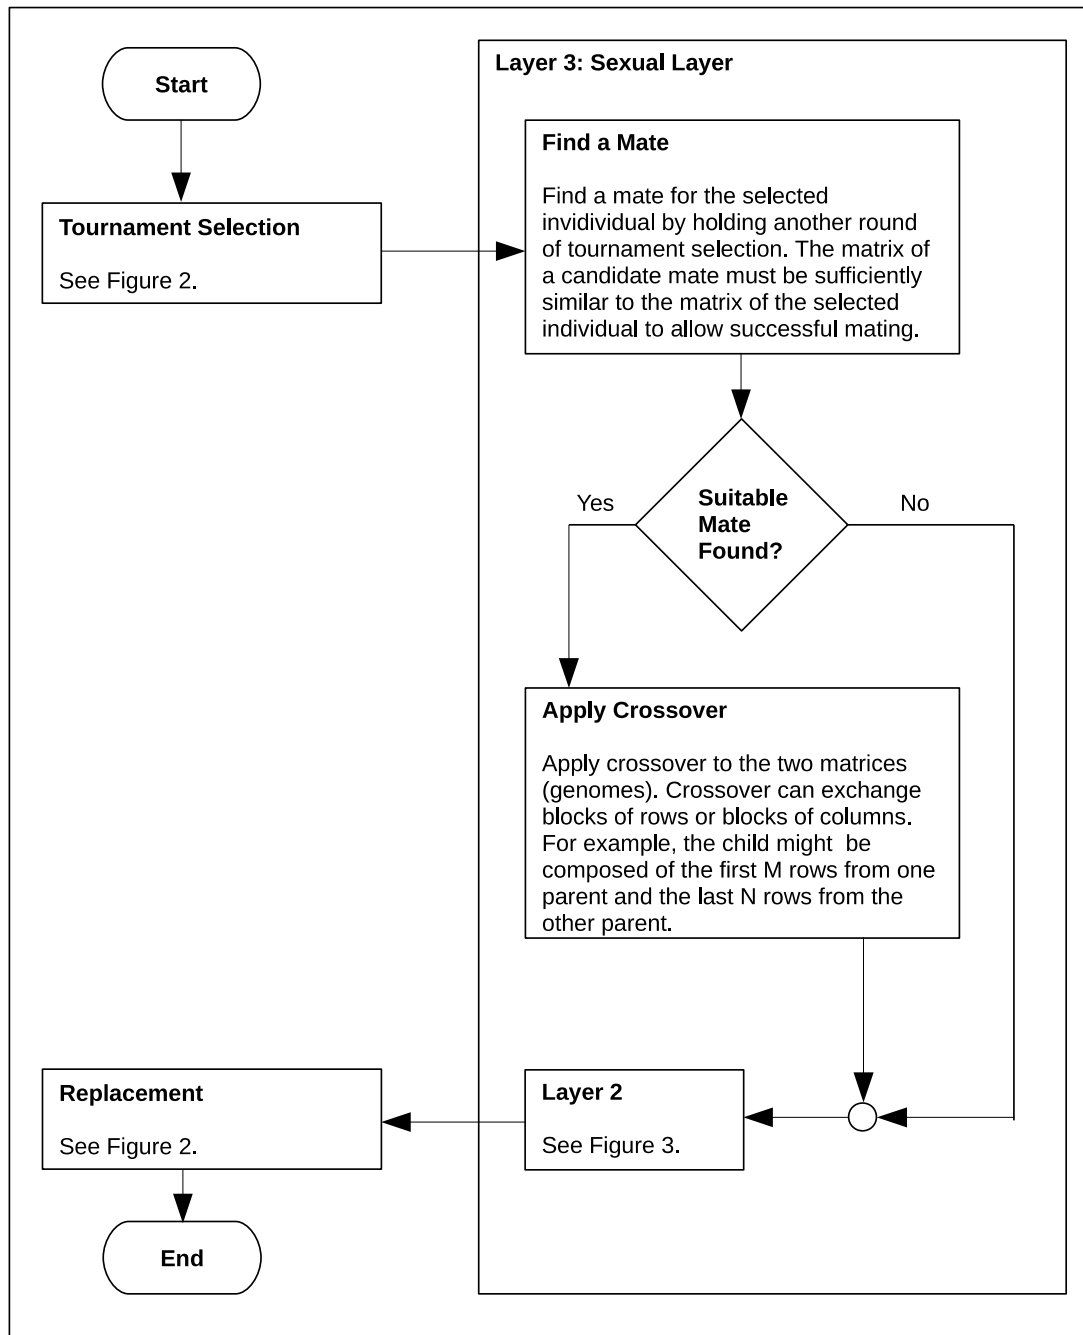 Start
Tournament Selection
See Figure 2.
Layer 3: Sexual Layer
Find a Mate
Find a mate for the selected
invidividual by holding another round
of tournament selection. The matrix of
a candidate mate must be sufficiently
similar to the matrix of the selected
individual to allow successful mating.
Suitable
Mate
Found?
Yes
No
Apply Crossover
Apply crossover to the two matrices
(genomes). Crossover can exchange
blocks of rows or blocks of columns.
For example, the child might  be
composed of the first M rows from one
parent and the last N rows from the
other parent.
Layer 2
See Figure 3.
Replacement
See Figure 2.
End